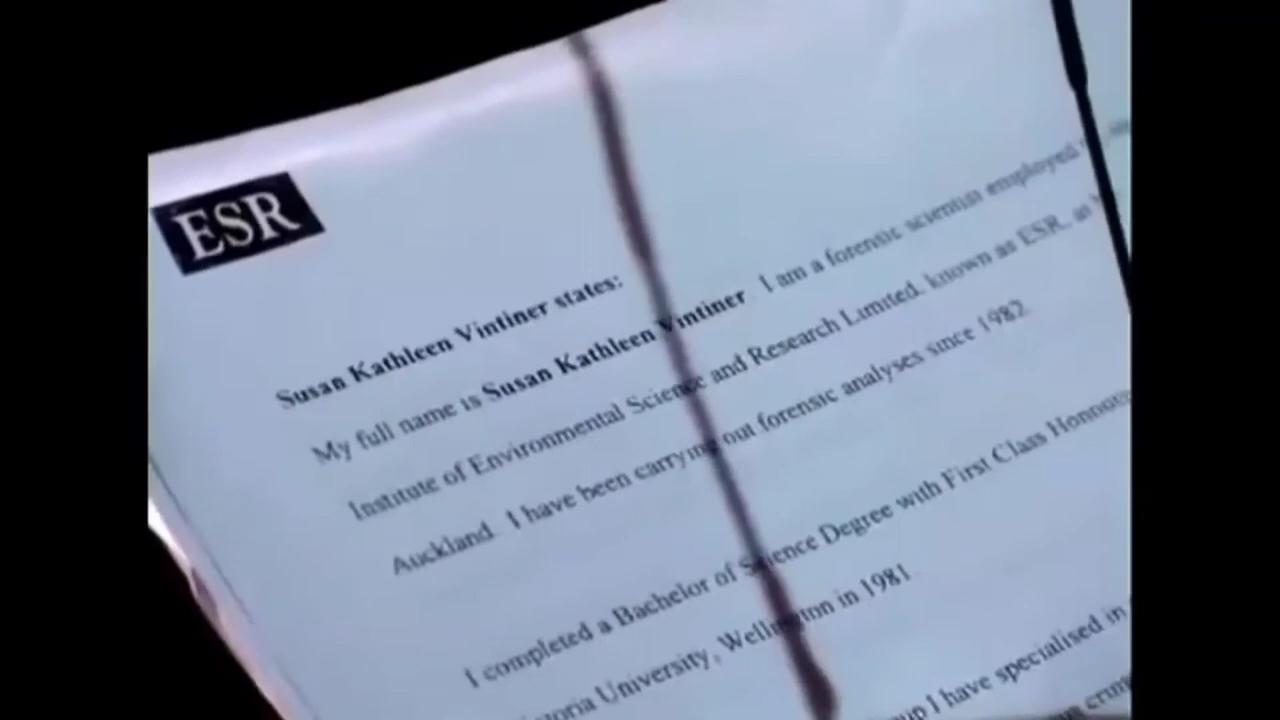 ESR
Susan Kathleen Vintiner states:
My full name is Susan Kathleen Vintiner I am a forensic scientist employed
Institute of Environmental Science and Research Limited, known as ESR, at
Auckland. I have been carrying out forensic analyses since 1982
I completed a Bachelor of Science Degree with First Class Honours
University, Wellington in 1981
I have specialised in